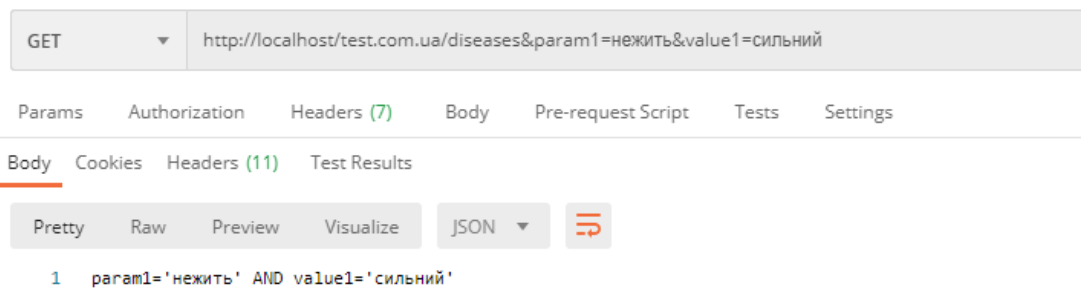 GET http://localhost/test.com.ua/diseases&param1=нежить&value1=сильний
Params Authorization Headers (7) Body Pre-request Script Tests Settings
Body Cookies Headers (11) Test Results
Pretty Raw Preview Visualize JSON
1 param1='нежить' AND value1='сильний'